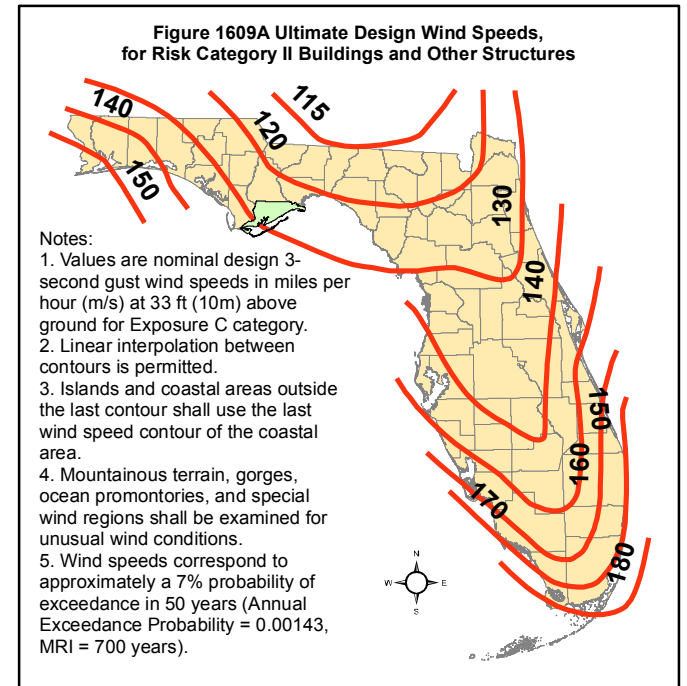 Figure 1609A Ultimate Design Wind Speeds,
for Risk Category II Buildings and Other Structures
115
140
120
150
130
140
Notes:
1. Values are nominal design 3-
second gust wind speeds in miles per
hour (m/s) at 33 ft (10m) above
ground for Exposure C category.
2. Linear interpolation between
contours is permitted.
3. Islands and coastal areas outside
the last contour shall use the last
wind speed contour of the coastal
area.
4. Mountainous terrain, gorges,
ocean promontories, and special
wind regions shall be examined for
unusual wind conditions.
5. Wind speeds correspond to
approximately a 7% probability of
exceedance in 50 years (Annual
Exceedance Probability = 0.00143,
MRI = 700 years).
150
160
170
180
N
W E
S